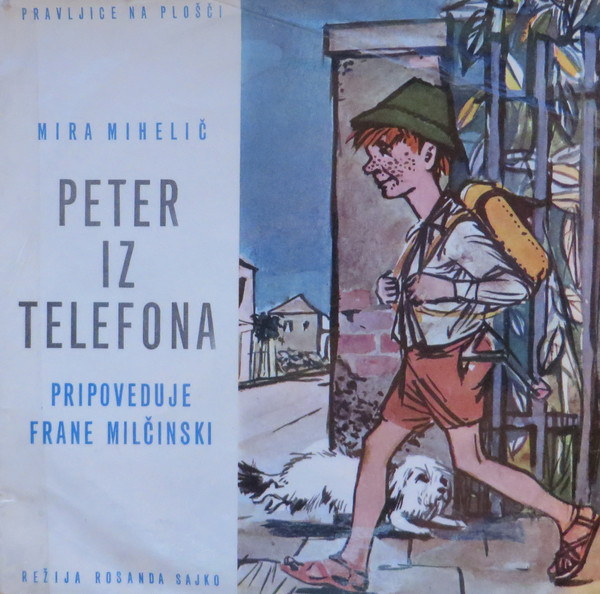 PRAVLJICE NA PLOŠČI
MIRA MIHELIČ
PETER
IZ
TELEFONA
PRIPOVEDUJE
FRANE MILČINSKI
REŽIJA ROSANDA SAJKO